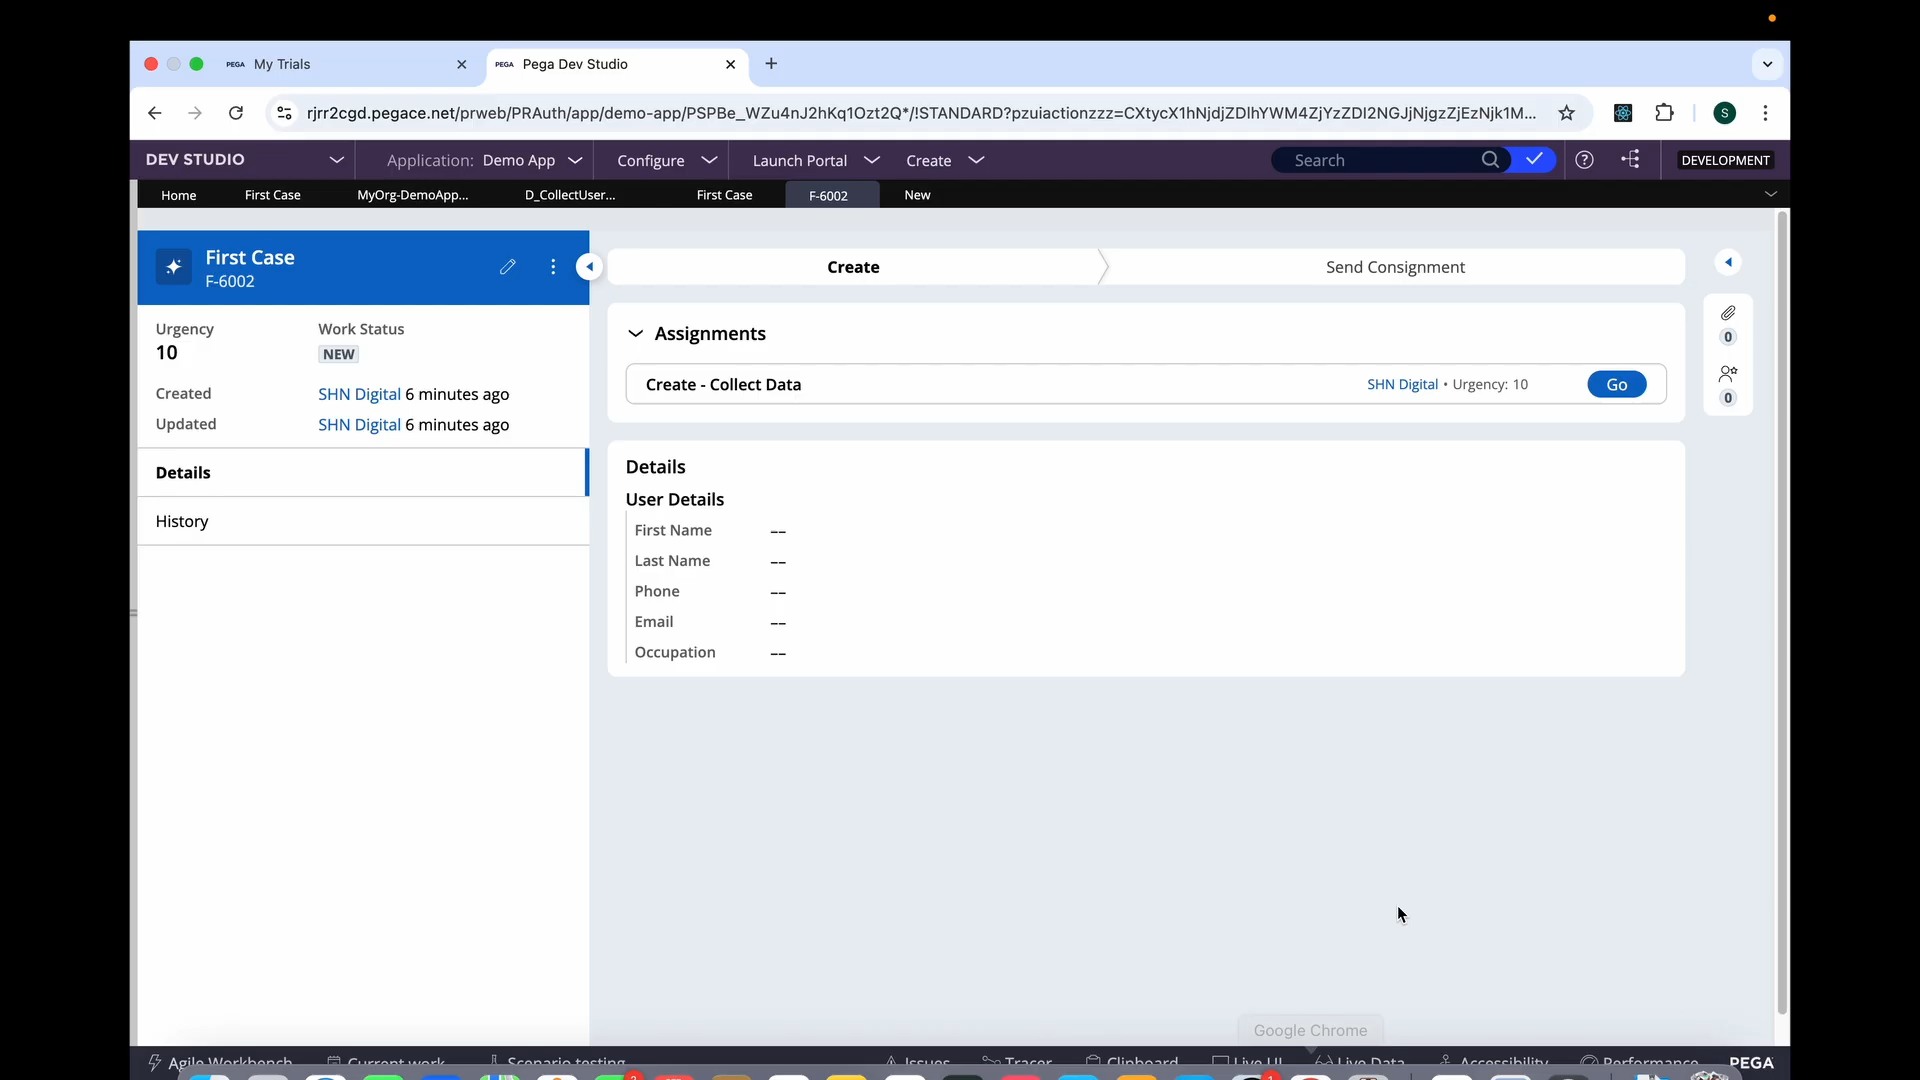 PEGA My Trials
PEGA Pega Dev Studio
rjrr2cgd.pegace.net/prweb/PRAuth/app/demo-app/PSPBe_WZu4nJ2hKq1Ozt2Q*/!STANDARD?pzuiactionzzz=CXtycX1hNjdjZDlhYWM4ZjYzZDI2NGJjNjgzZjEzNjk1M...
S
DEV STUDIO
Application: Demo App
Configure
Launch Portal
Create
Search
DEVELOPMENT
Home
First Case
MyOrg-DemoApp...
D_CollectUser...
First Case
F-6002
New
First Case
F-6002
Urgency
10
Work Status
NEW
Created
SHN Digital 6 minutes ago
Updated
SHN Digital 6 minutes ago
Details
History
Create
Send Consignment
Assignments
Create - Collect Data
SHN Digital • Urgency: 10
Go
0
0
Details
User Details
First Name --
Last Name --
Phone --
Email --
Occupation --
Google Chrome
Agile Workbench
Current work
Scenario testing
Issues
Tracer
Clipboard
Live UI
Live Data
Accessibility
Performance
PEGA